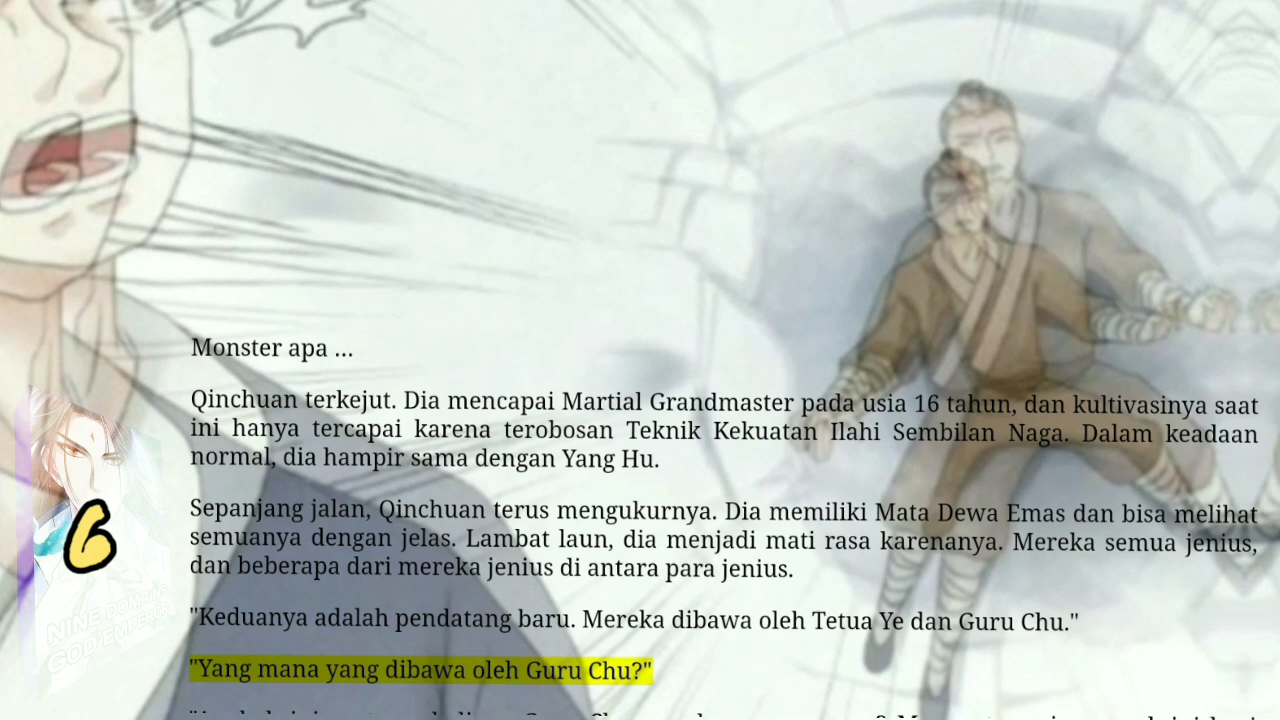 Monster apa ...
Qinchuan terkejut. Dia mencapai Martial Grandmaster pada usia 16 tahun, dan kultivasinya saat
ini hanya tercapai karena terobosan Teknik Kekuatan Ilahi Sembilan Naga. Dalam keadaan
normal, dia hampir sama dengan Yang Hu.
Sepanjang jalan, Qinchuan terus mengukurnya. Dia memiliki Mata Dewa Emas dan bisa melihat
semuanya dengan jelas. Lambat laun, dia menjadi mati rasa karenanya. Mereka semua jenius,
dan beberapa dari mereka jenius di antara para jenius.
"Keduanya adalah pendatang baru. Mereka dibawa oleh Tetua Ye dan Guru Chu."
"Yang mana yang dibawa oleh Guru Chu?"
6
NINE DOMAINS
GOD EMPEROR